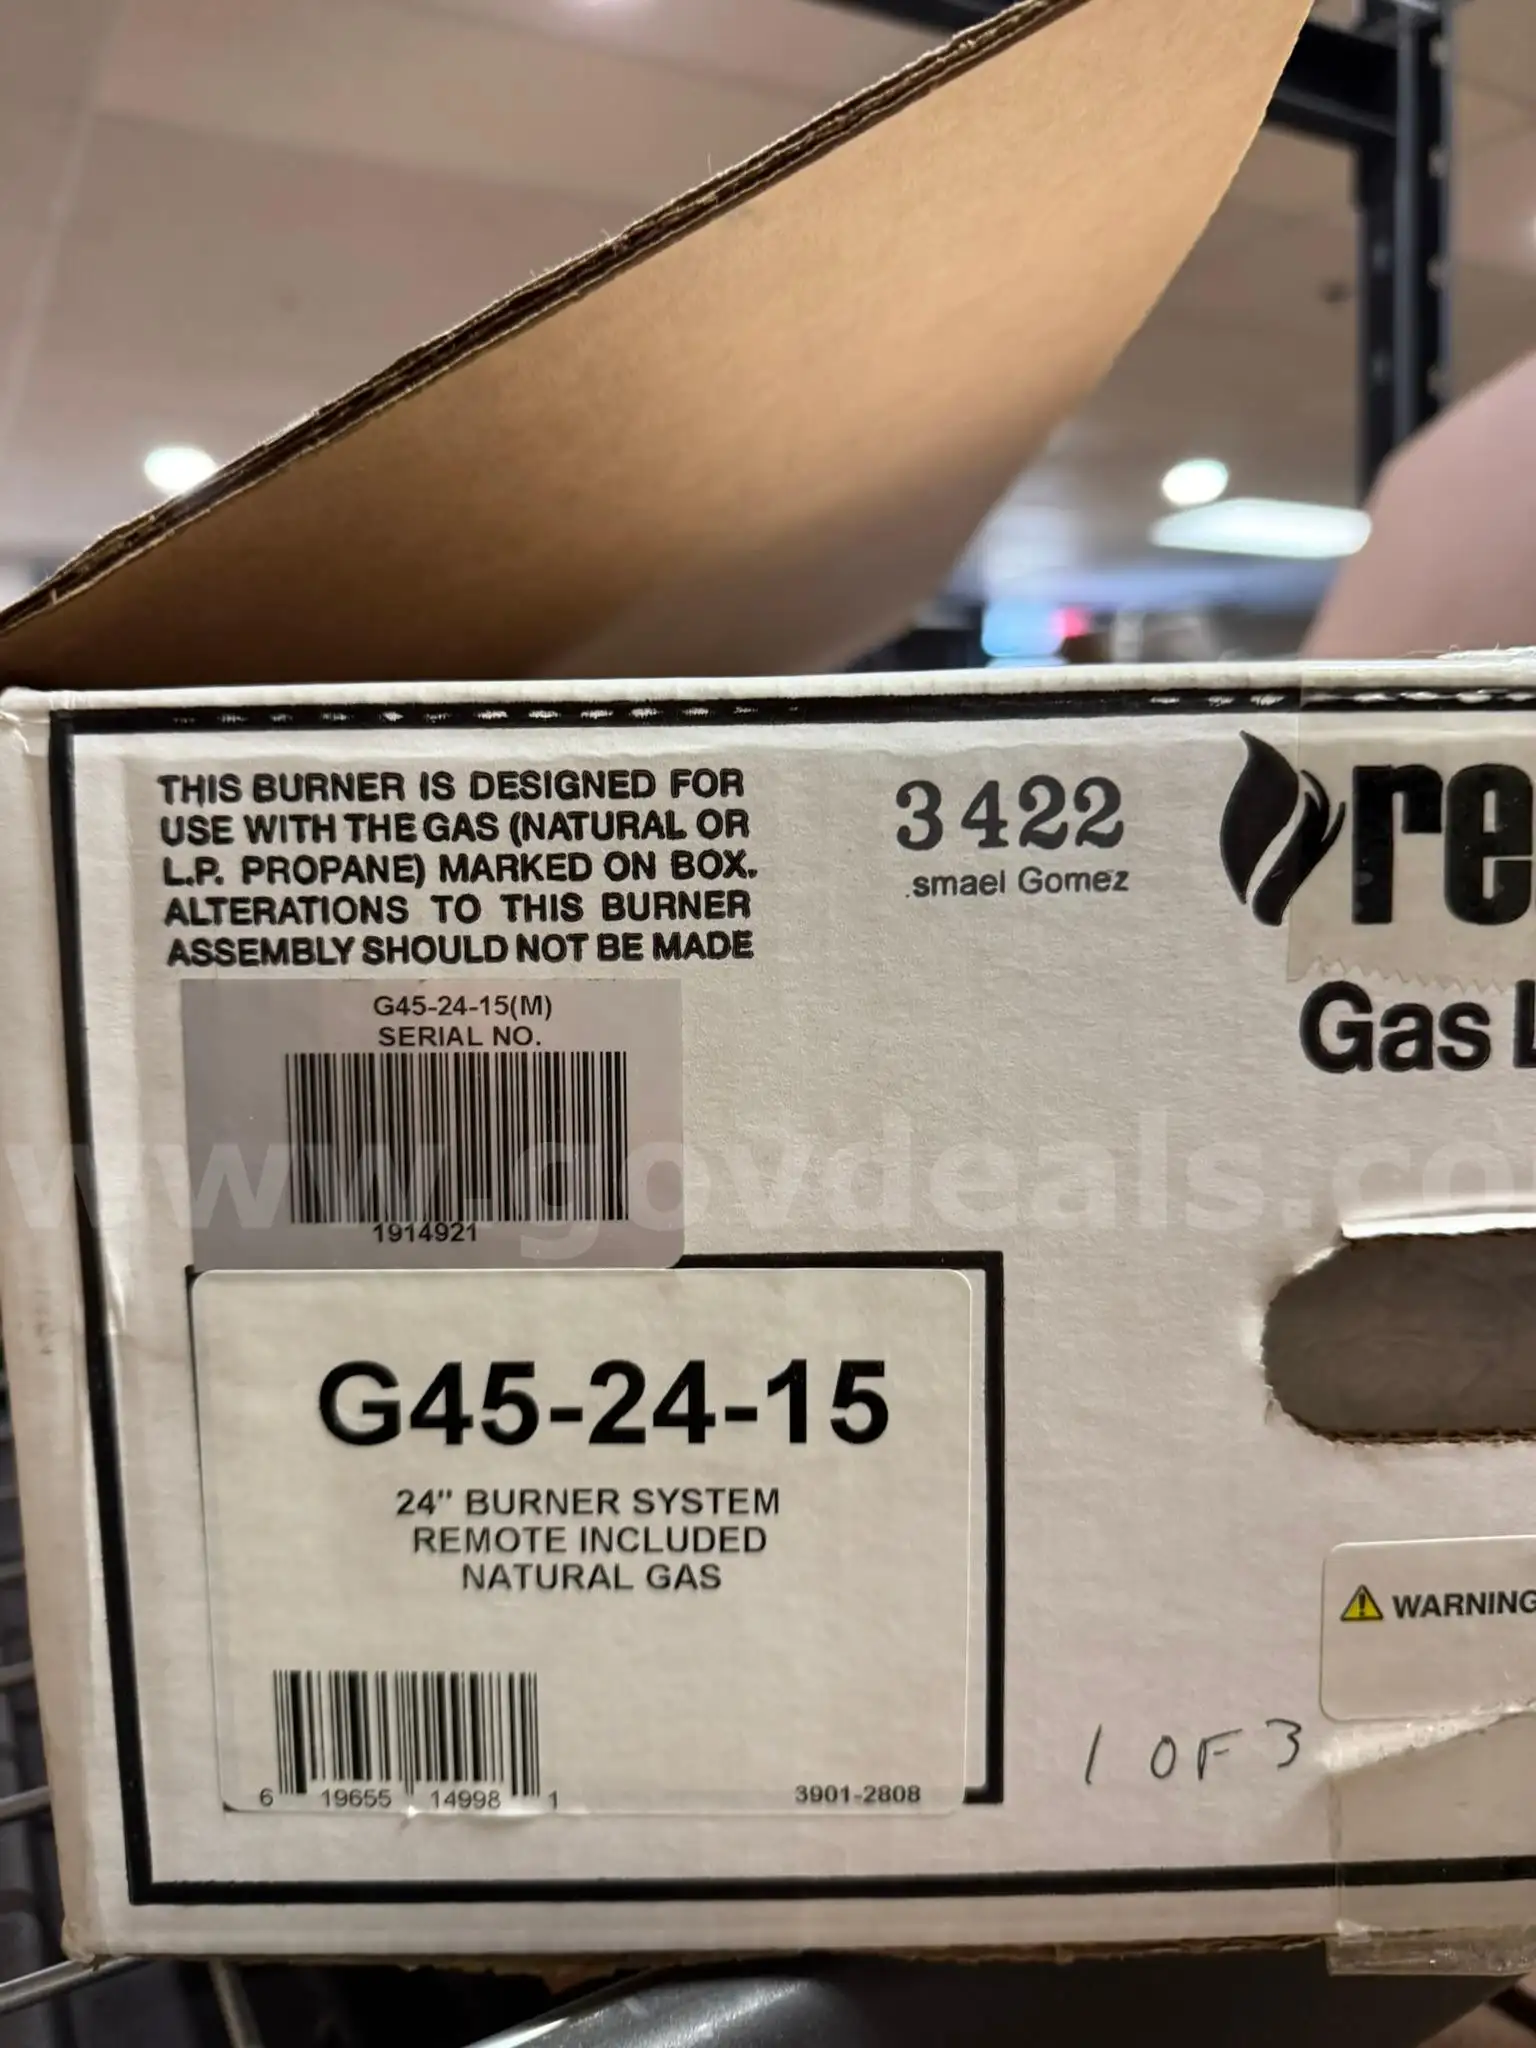 THIS BURNER IS DESIGNED FOR
USE WITH THE GAS (NATURAL OR
L.P. PROPANE) MARKED ON BOX.
ALTERATIONS TO THIS BURNER
ASSEMBLY SHOULD NOT BE MADE
3422
.smael Gomez
re
Gas L
G45-24-15(M)
SERIAL NO.
1914921
www.govdeals.co
G45-24-15
24" BURNER SYSTEM
REMOTE INCLUDED
NATURAL GAS
6 19655 14998 1
3901-2808
WARNING
1 OF 3